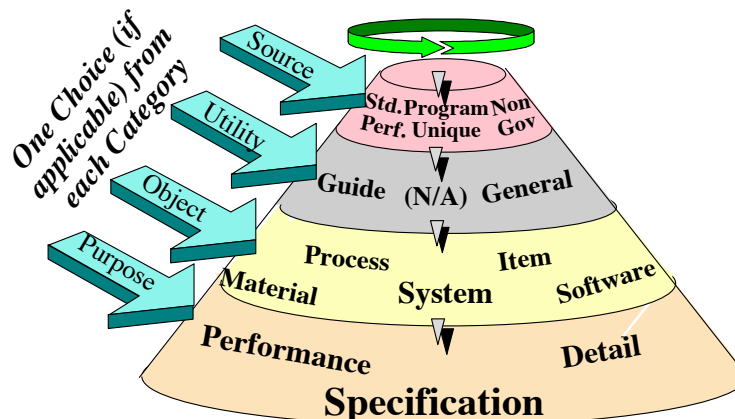 One Choice (if
applicable) from
each Category
Source
Utility
Object
Purpose
Std. Program Non
Perf. Unique Gov
Guide (N/A) General
Process Item
Material System Software
Performance Detail
Specification